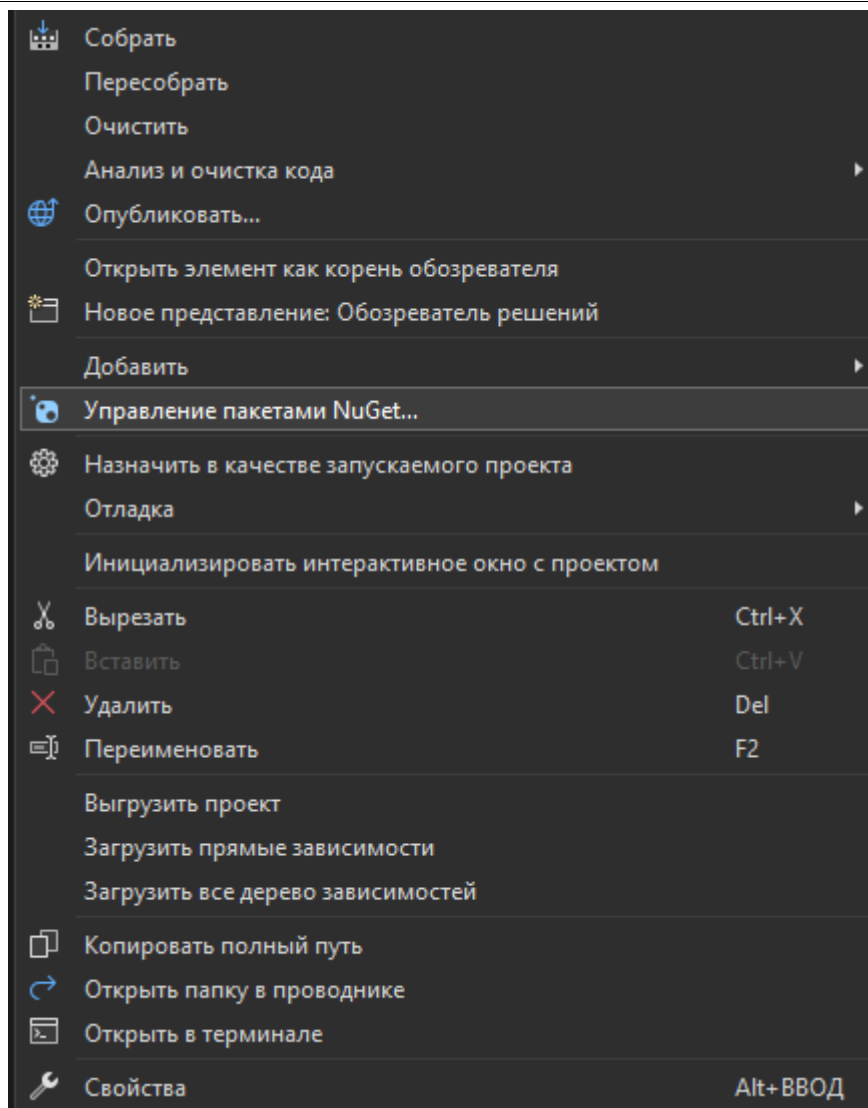 Собрать
Пересобрать
Очистить
Анализ и очистка кода
Опубликовать...
Открыть элемент как корень обозревателя
Новое представление: Обозреватель решений
Добавить
Управление пакетами NuGet...
Назначить в качестве запускаемого проекта
Отладка
Инициализировать интерактивное окно с проектом
Вырезать Ctrl+X
Вставить Ctrl+V
Удалить Del
Переименовать F2
Выгрузить проект
Загрузить прямые зависимости
Загрузить все дерево зависимостей
Копировать полный путь
Открыть папку в проводнике
Открыть в терминале
Свойства Alt+ВВОД